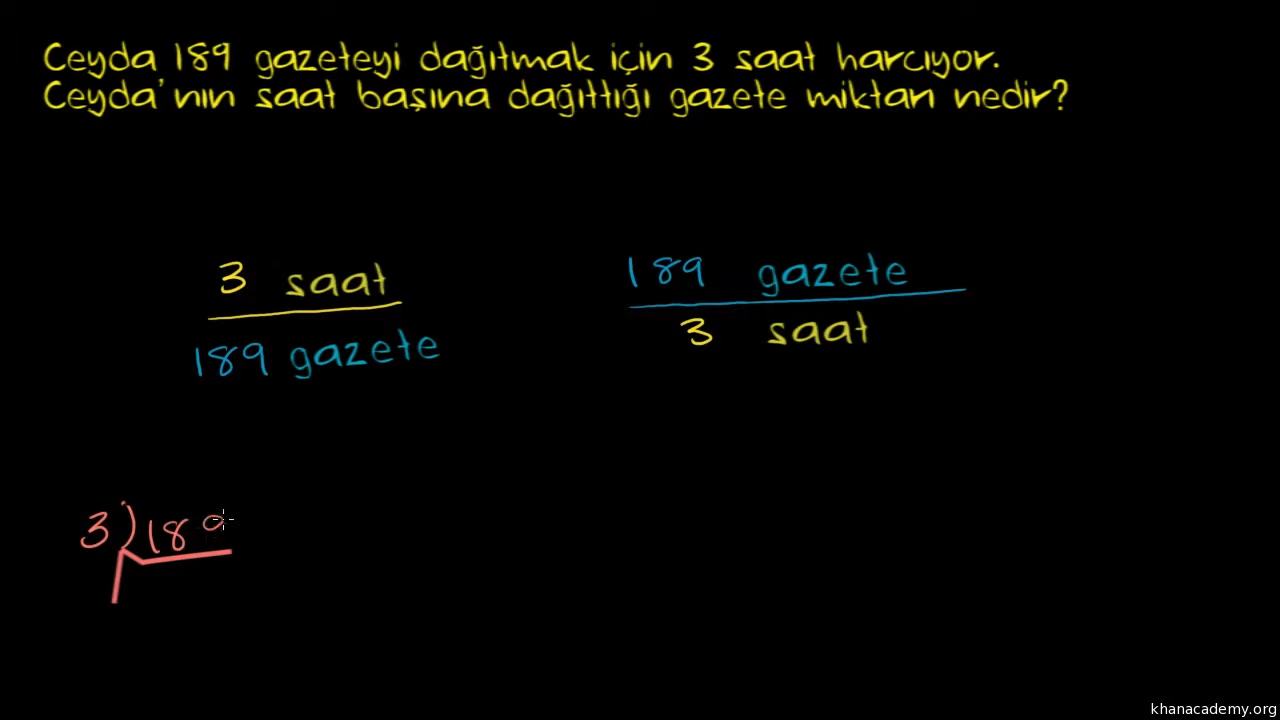 Ceyda 189 gazeteyi dağıtmak için 3 saat harcıyor.
Ceyda'nın saat başına dağıttığı gazete miktarı nedir?
3 saat
189 gazete
189 gazete
3 saat
3)189
khanacademy.org